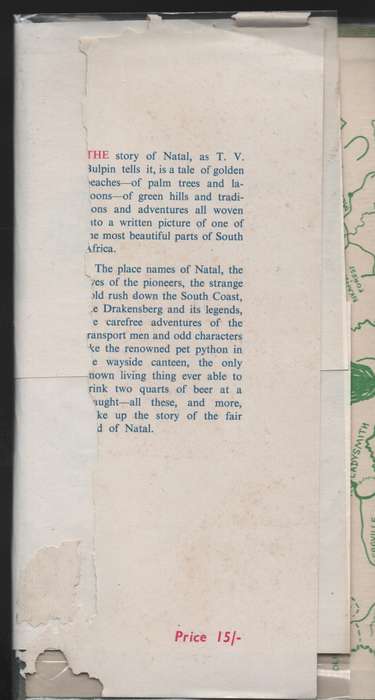 THE story of Natal, as T. V.
Bulpin tells it, is a tale of golden
eaches—of palm trees and la-
oons—of green hills and tradi-
ons and adventures all woven
to a written picture of one of
he most beautiful parts of South
Africa.
The place names of Natal, the
ves of the pioneers, the strange
old rush down the South Coast,
e Drakensberg and its legends,
e carefree adventures of the
ransport men and odd characters
ke the renowned pet python in
e wayside canteen, the only
nown living thing ever able to
rink two quarts of beer at a
aught—all these, and more,
ke up the story of the fair
d of Natal.
Price 15/-
LADYSMITH